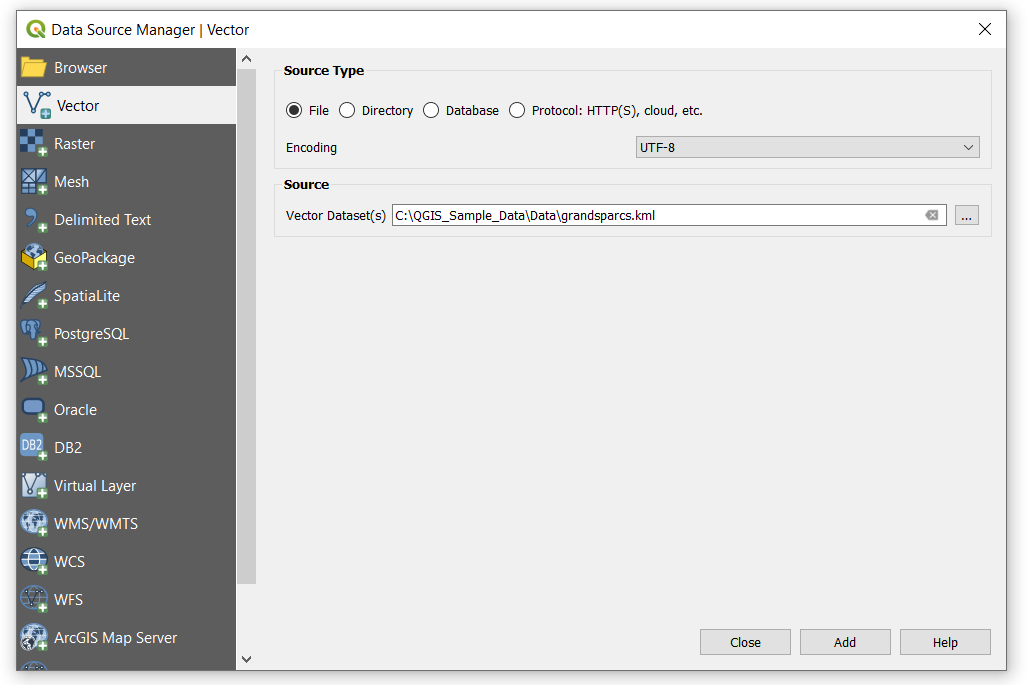 Data Source Manager | Vector
Browser
Vector
Raster
Mesh
Delimited Text
GeoPackage
SpatiaLite
PostgreSQL
MSSQL
Oracle
DB2
DB2
Virtual Layer
WMS/WMTS
WCS
WFS
ArcGIS Map Server
Source Type
File Directory Database Protocol: HTTP(S), cloud, etc.
Encoding UTF-8
Source
Vector Dataset(s) C:\QGIS_Sample_Data\Data\grandsparcs.kml ...
Close Add Help